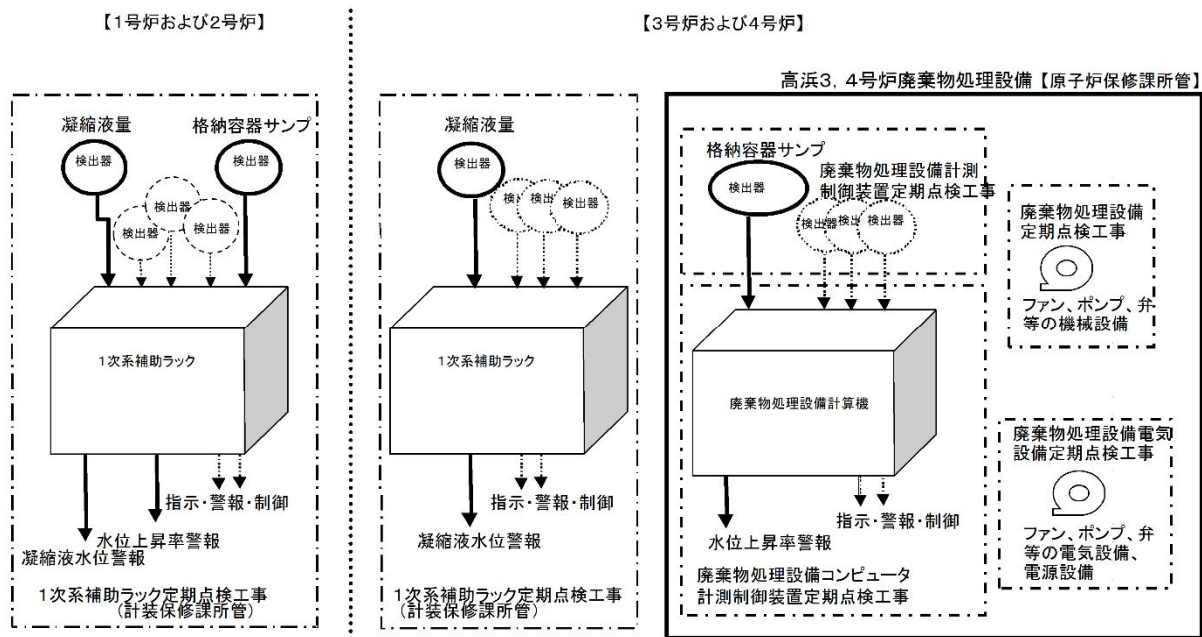 【1号炉および2号炉】
【3号炉および4号炉】
高浜3，4号炉廃棄物処理設備【原子炉保修課所管】
凝縮液量
格納容器サンプ
検出器
検出器
検出器
検出器
検出器
1次系補助ラック
指示・警報・制御
水位上昇率警報
凝縮液水位警報
1次系補助ラック定期点検工事
(計装保修課所管)
凝縮液量
検出器
検出器
検出器
検出器
1次系補助ラック
指示・警報・制御
凝縮液水位警報
1次系補助ラック定期点検工事
(計装保修課所管)
格納容器サンプ
廃棄物処理設備計測
制御装置定期点検工事
検出器
検出器
検出器
検出器
廃棄物処理設備計算機
指示・警報・制御
水位上昇率警報
廃棄物処理設備コンピュータ
計測制御装置定期点検工事
廃棄物処理設備
定期点検工事
ファン、ポンプ、弁
等の機械設備
廃棄物処理設備電気
設備定期点検工事
ファン、ポンプ、弁
等の電気設備、
電源設備